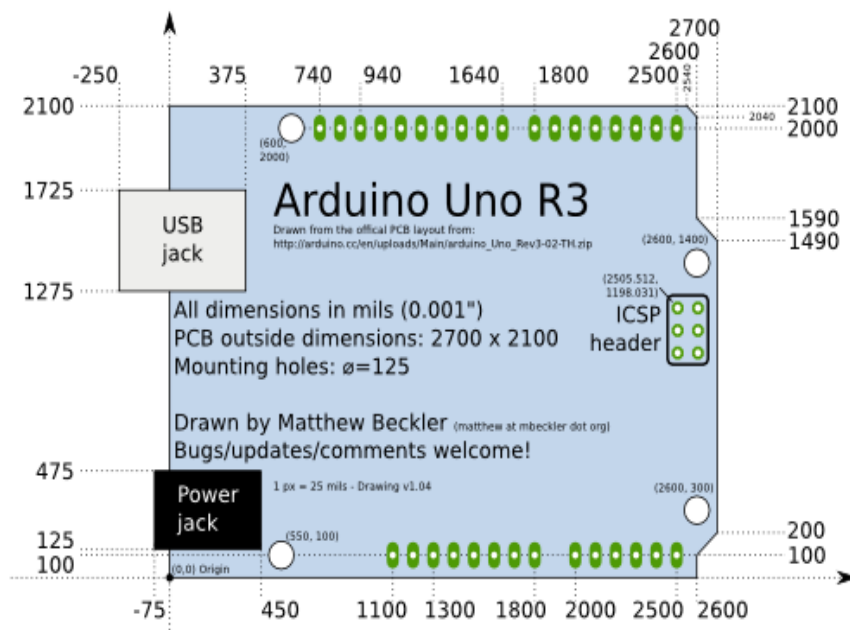 2700
2600
-250 375 740 940 1640 1800 2500 2540
2100 2100
2040
2000
(600,
2000)
Arduino Uno R3
1725
Drawn from the offical PCB layout from:
http://arduino.cc/en/uploads/Main/arduino_Uno_Rev3-02-TH.zip
USB
jack
1590
(2600, 1400) 1490
1275
(2505.512,
1198.031)
All dimensions in mils (0.001")
PCB outside dimensions: 2700 x 2100
Mounting holes: ø=125
ICSP
header
Drawn by Matthew Beckler (matthew at mbeckler dot org)
Bugs/updates/comments welcome!
475
Power
jack
1 px = 25 mils - Drawing v1.04
(2600, 300)
(550, 100)
125 200
100 100
(0,0) Origin
-75 450 1100 1300 1800 2000 2500 2600